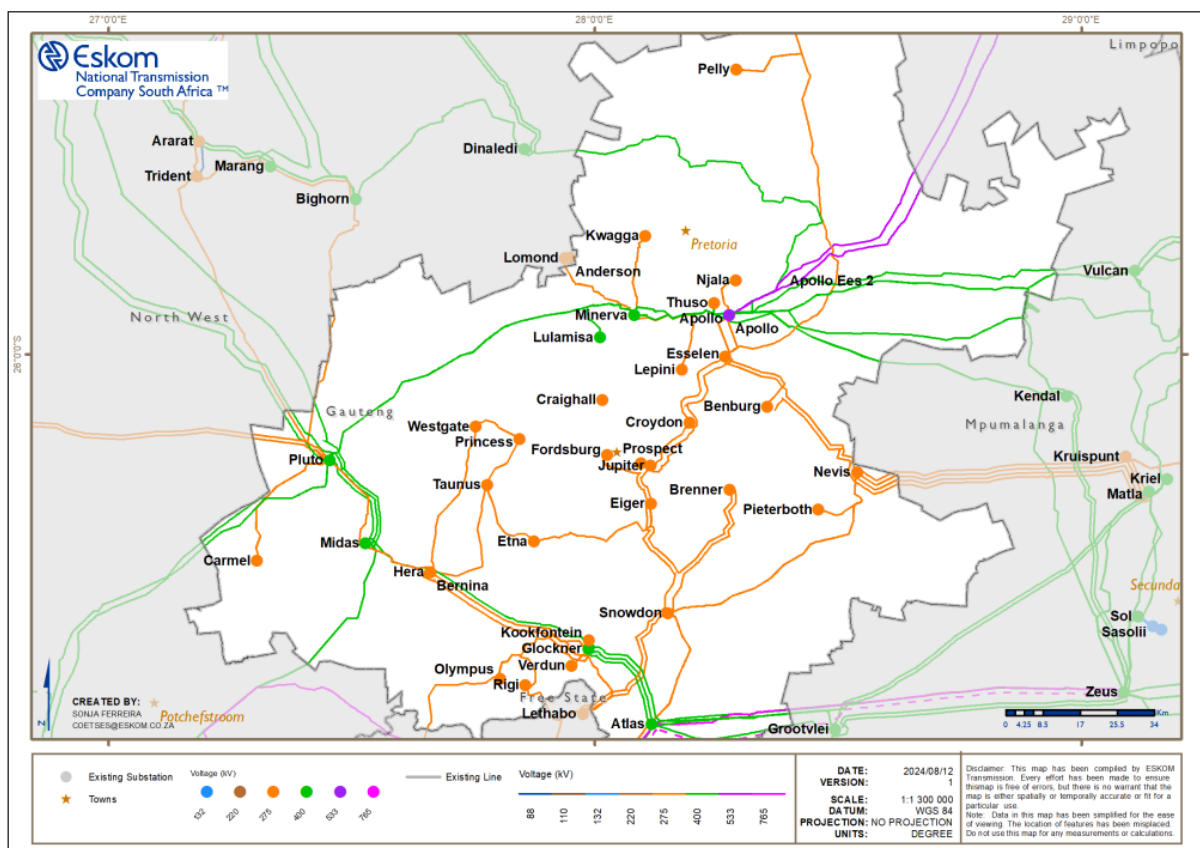 27°0'0"E
28°0'0"E
29°0'0"E
26°0'0"S
Eskom
National Transmission
Company South Africa TM
Limpopo
Pelly
Ararat
Trident
Marang
Bighorn
Dinaledi
Kwagga
Pretoria
Lomond
Anderson
Njala
Apollo Ees 2
Vulcan
Thuso
Minerva
Apollo
Apollo
North West
Lulamisa
Esselen
Lepini
Craighall
Benburg
Kendal
Gauteng
Mpumalanga
Westgate
Croydon
Princess
Fordsburg
Prospect
Jupiter
Pluto
Kruispunt
Nevis
Kriel
Matla
Taunus
Brenner
Eiger
Pieterboth
Midas
Etna
Carmel
Hera
Bernina
Secunda
Snowdon
Sol
Sasolii
Kookfontein
Glockner
Verdun
Olympus
Rigi
Free State
Lethabo
Zeus
Atlas
Grootvlei
N
CREATED BY:
SONJA FERREIRA
COETSES@ESKOM.CO.ZA
Potchefstroom
Km
0 4.25 8.5 17 25.5 34
Existing Substation
Towns
Voltage (kV)
132 220 275 400 533 765
Existing Line
Voltage (kV)
88 110 132 220 275 400 533 765
DATE: 2024/08/12
VERSION: 1
SCALE: 1:1 300 000
DATUM: WGS 84
PROJECTION: NO PROJECTION
UNITS: DEGREE
Disclaimer: This map has been compiled by ESKOM
Transmission. Every effort has been made to ensure
thismap is free of errors, but there is no warrant that the
map is either spatially or temporally accurate or fit for a
particular use.
Note: Data in this map has been simplified for the ease
of viewing. The location of features has been misplaced.
Do not use this map for any measurements or calculations.